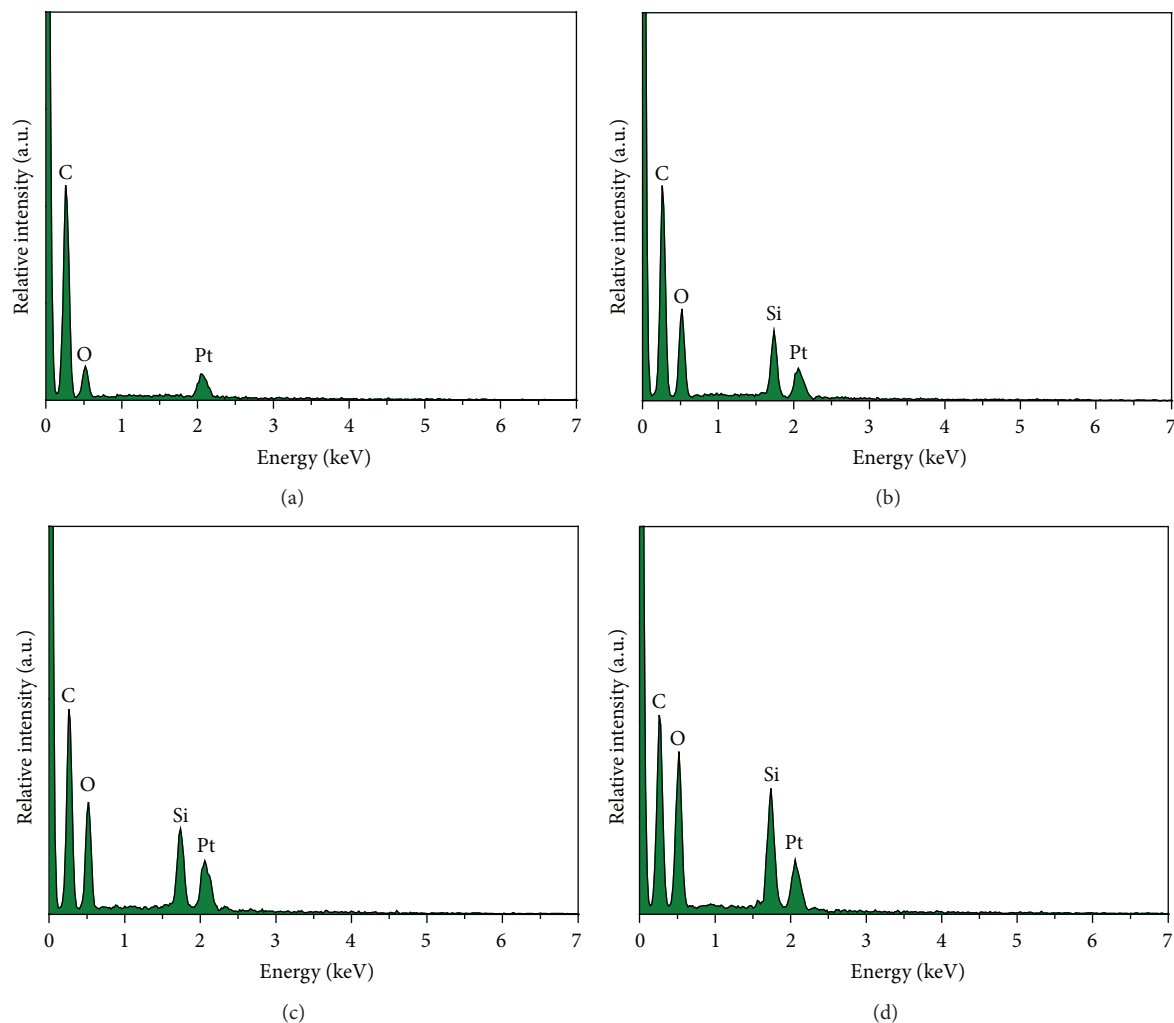 Relative intensity (a.u.)
C
O
Pt
0 1 2 3 4 5 6 7
Energy (keV)
(a)
Relative intensity (a.u.)
C
O
Si
Pt
0 1 2 3 4 5 6 7
Energy (keV)
(b)
Relative intensity (a.u.)
C
O
Si
Pt
0 1 2 3 4 5 6 7
Energy (keV)
(c)
Relative intensity (a.u.)
C
O
Si
Pt
0 1 2 3 4 5 6 7
Energy (keV)
(d)